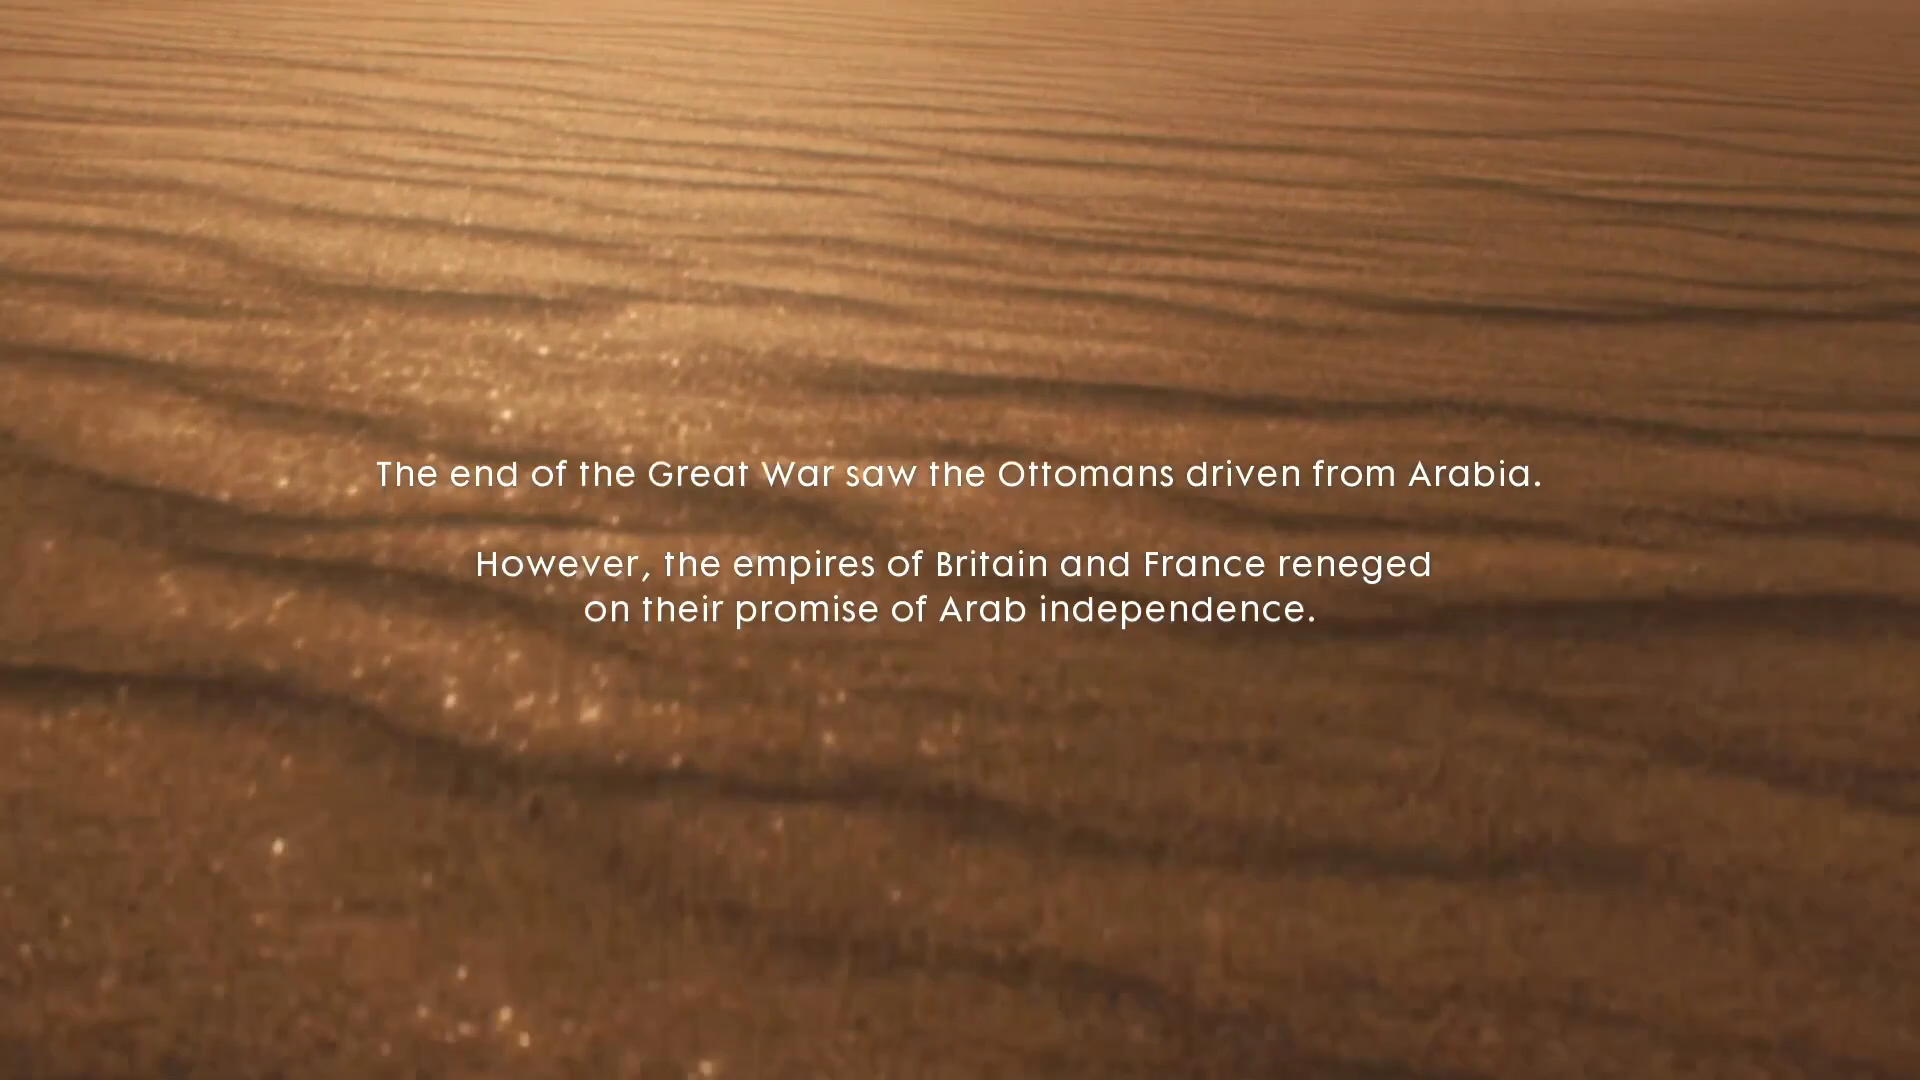 The end of the Great War saw the Ottomans driven from Arabia.
However, the empires of Britain and France reneged
on their promise of Arab independence.